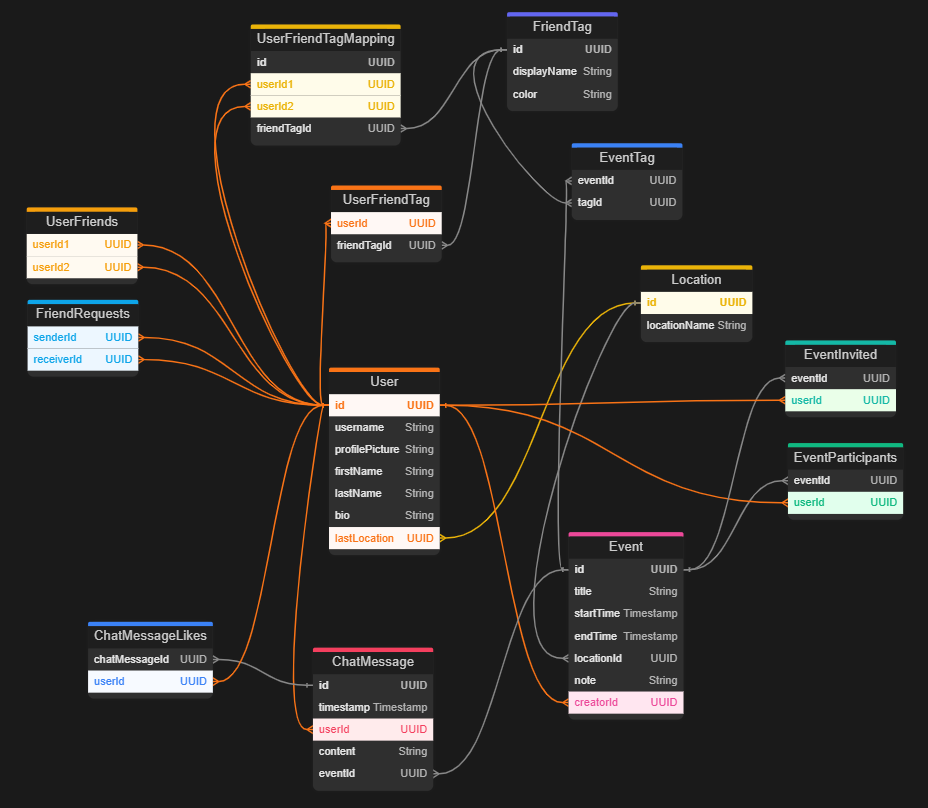 UserFriendTagMapping
id UUID
userId1 UUID
userId2 UUID
friendTagId UUID
FriendTag
id UUID
displayName String
color String
EventTag
eventId UUID
tagId UUID
UserFriendTag
userId UUID
friendTagId UUID
UserFriends
userId1 UUID
userId2 UUID
FriendRequests
senderId UUID
receiverId UUID
Location
id UUID
locationName String
EventInvited
eventId UUID
userId UUID
User
id UUID
username String
profilePicture String
firstName String
lastName String
bio String
lastLocation UUID
EventParticipants
eventId UUID
userId UUID
Event
id UUID
title String
startTime Timestamp
endTime Timestamp
locationId UUID
note String
creatorId UUID
ChatMessageLikes
chatMessageId UUID
userId UUID
ChatMessage
id UUID
timestamp Timestamp
userId UUID
content String
eventId UUID